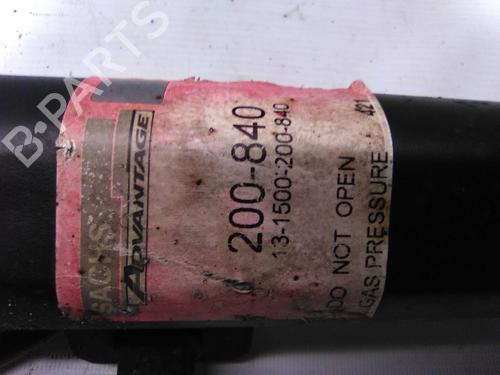 B-PARTS
SACHS
ADVANTAGE
200-840
13-1500-200-840
DO NOT OPEN
GAS PRESSURE
421